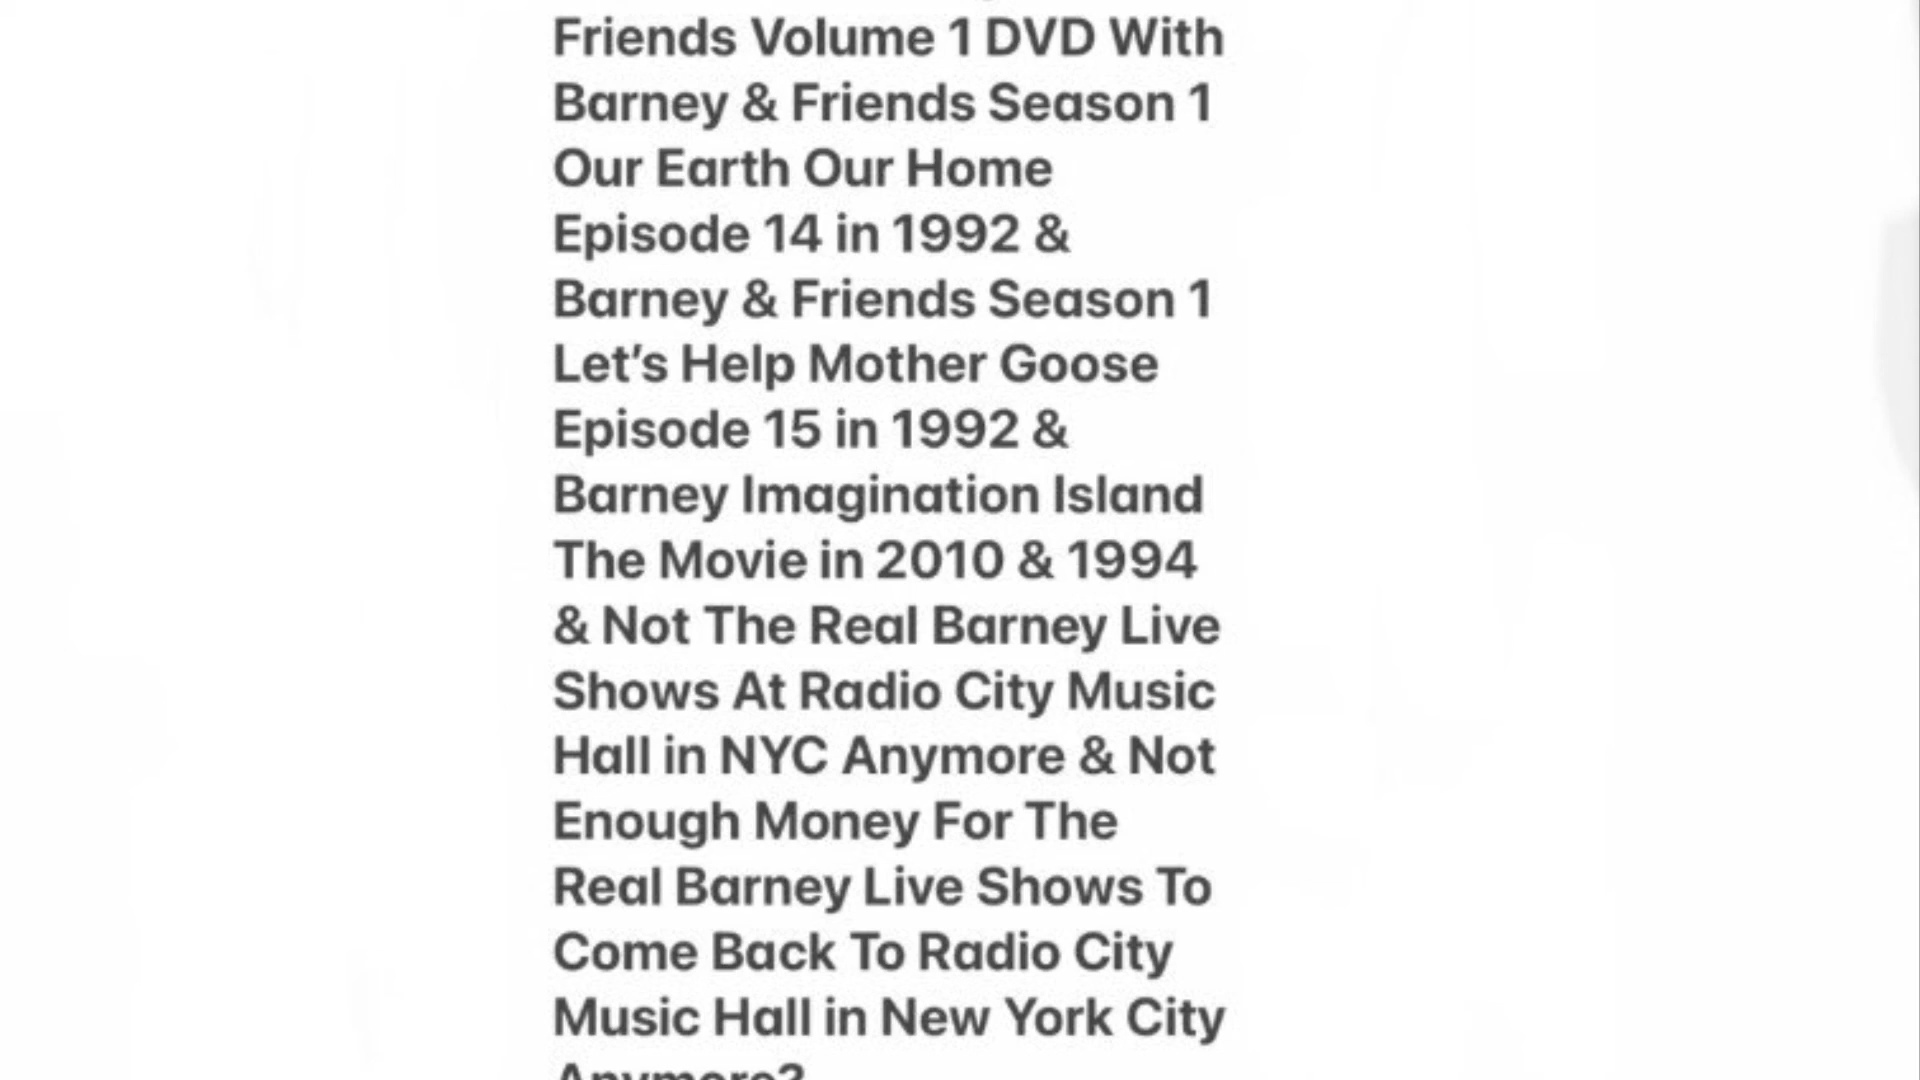 Friends Volume 1 DVD With
Barney & Friends Season 1
Our Earth Our Home
Episode 14 in 1992 &
Barney & Friends Season 1
Let’s Help Mother Goose
Episode 15 in 1992 &
Barney Imagination Island
The Movie in 2010 & 1994
& Not The Real Barney Live
Shows At Radio City Music
Hall in NYC Anymore & Not
Enough Money For The
Real Barney Live Shows To
Come Back To Radio City
Music Hall in New York City
Anymore?